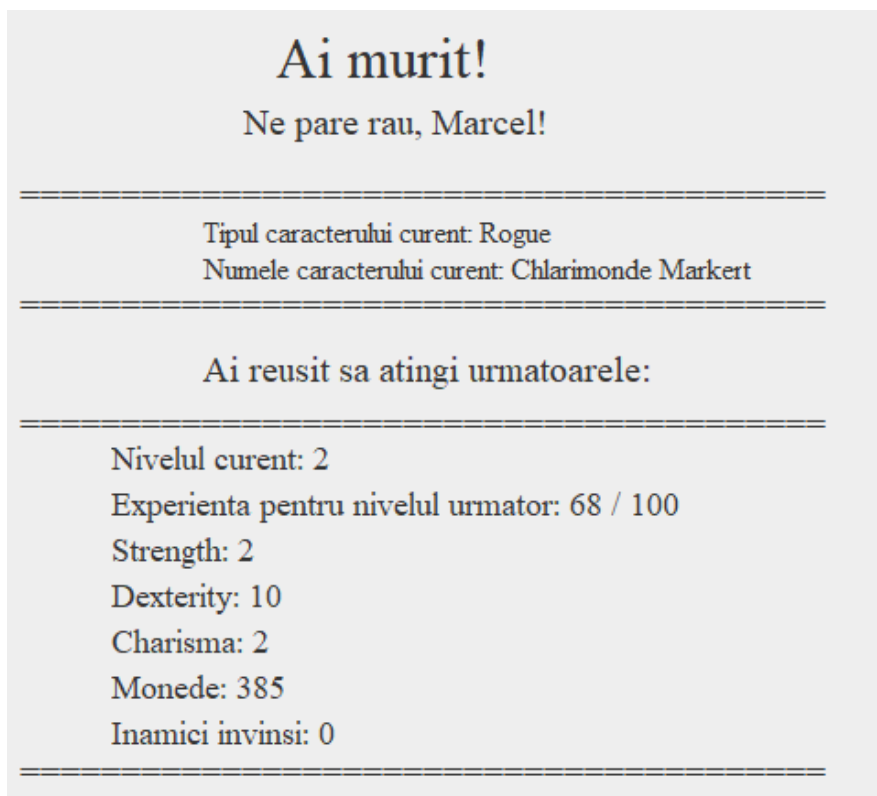 Ai murit!
Ne pare rau, Marcel!
========================================
Tipul caracterului curent: Rogue
Numele caracterului curent: Chlarimonde Markert
========================================
Ai reusit sa atingi urmatoarele:
========================================
Nivelul curent: 2
Experienta pentru nivelul urmator: 68 / 100
Strength: 2
Dexterity: 10
Charisma: 2
Monede: 385
Inamici invinsi: 0
========================================